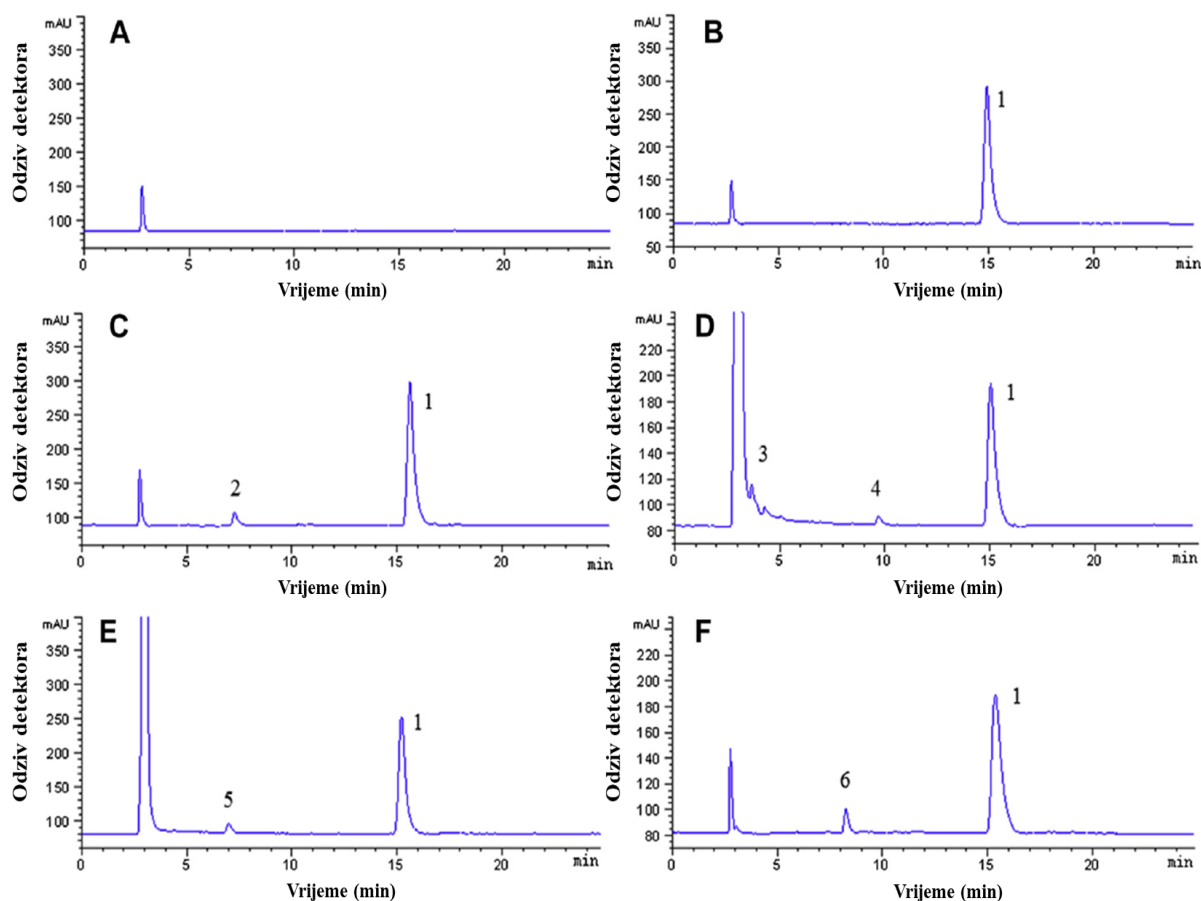 A
mAU
350
300
250
200
150
100
0 5 10 15 20 min
Odziv detektora
Vrijeme (min)
B
mAU
350
300
250
200
150
100
50
0 5 10 15 20 min
1
Odziv detektora
Vrijeme (min)
C
mAU
350
300
250
200
150
100
0 5 10 15 20 min
2
1
Odziv detektora
Vrijeme (min)
D
mAU
220
200
180
160
140
120
100
80
0 5 10 15 20 min
3
4
1
Odziv detektora
Vrijeme (min)
E
mAU
350
300
250
200
150
100
0 5 10 15 20 min
5
1
Odziv detektora
Vrijeme (min)
F
mAU
220
200
180
160
140
120
100
80
0 5 10 15 20 min
6
1
Odziv detektora
Vrijeme (min)